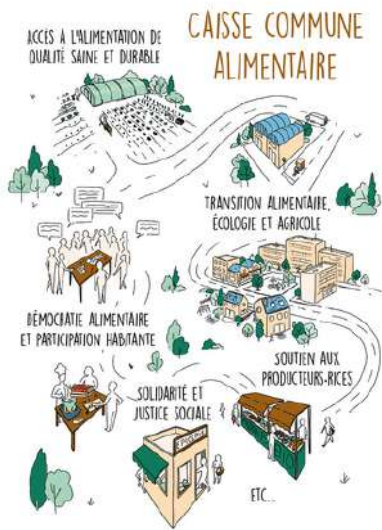 CAISSE COMMUNE
ALIMENTAIRE
ACCÈS À L'ALIMENTATION DE
QUALITÉ SAINE ET DURABLE
TRANSITION ALIMENTAIRE,
ÉCOLOGIE ET AGRICOLE
DÉMOCRATIE ALIMENTAIRE
ET PARTICIPATION HABITANTE
SOUTIEN AUX
PRODUCTEURS·RICES
SOLIDARITÉ ET
JUSTICE SOCIALE
ETC...